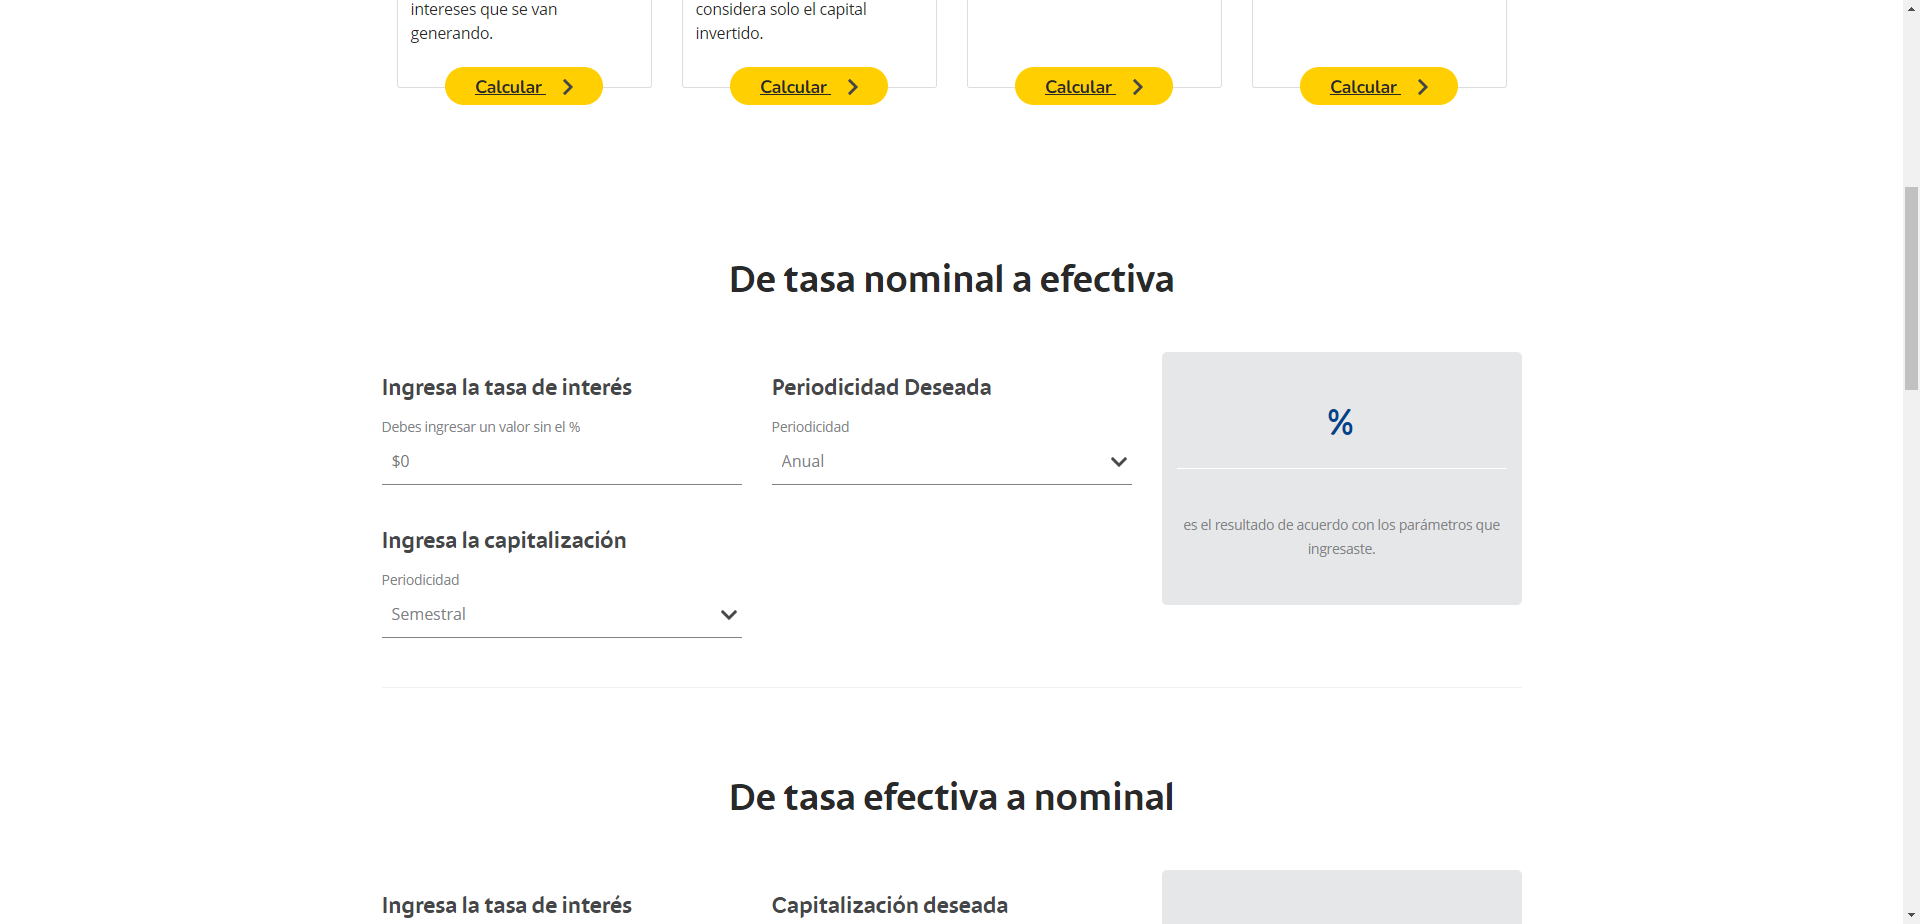 intereses que se van
generando.
considera solo el capital
invertido.
Calcular
Calcular
Calcular
Calcular
De tasa nominal a efectiva
Ingresa la tasa de interés
Debes ingresar un valor sin el %
$0
Periodicidad Deseada
Periodicidad
Anual
%
es el resultado de acuerdo con los parámetros que
ingresaste.
Ingresa la capitalización
Periodicidad
Semestral
De tasa efectiva a nominal
Ingresa la tasa de interés
Capitalización deseada